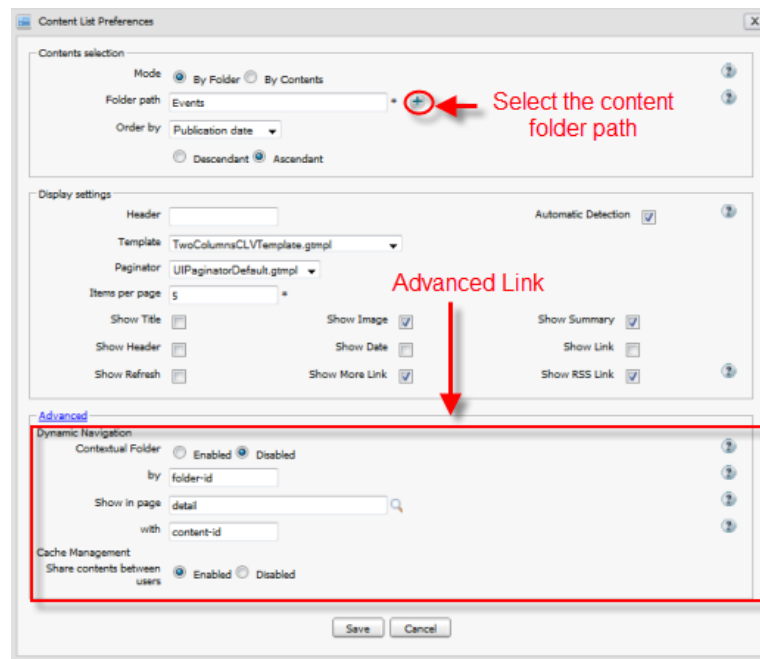 Content List Preferences
Contents selection
Mode By Folder By Contents
Folder path Events *
Select the content
folder path
Order by Publication date
Descendant Ascendant
Display settings
Header Automatic Detection
Template TwoColumnsCLVTemplate.gtmpl
Paginator UIPaginatorDefault.gtmpl
Advanced Link
Items per page 5 *
Show Title Show Image Show Summary
Show Header Show Date Show Link
Show Refresh Show More Link Show RSS Link
Advanced
Dynamic Navigation
Contextual Folder Enabled Disabled
by folder-id
Show in page detail
with content-id
Cache Management
Share contents between
users Enabled Disabled
Save Cancel